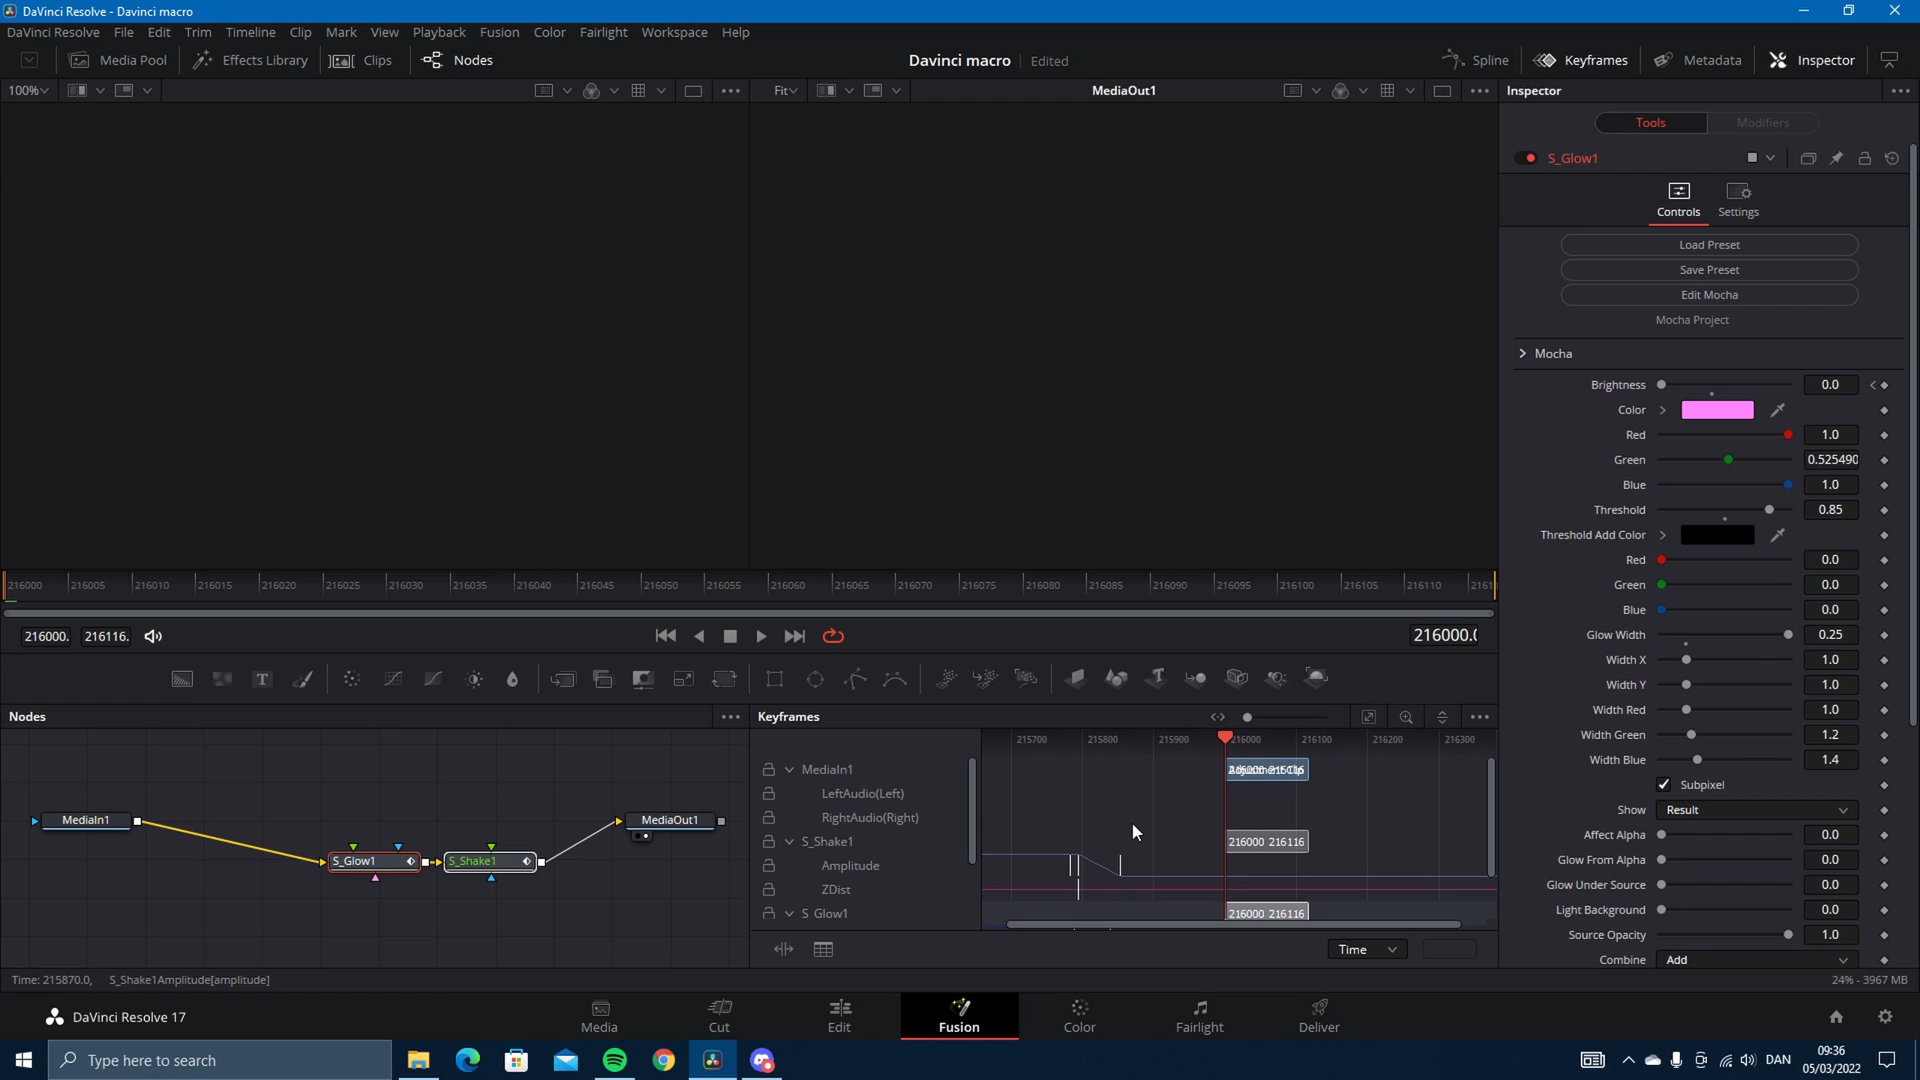 DaVinci Resolve - Davinci macro
DaVinci Resolve File Edit Trim Timeline Clip Mark View Playback Fusion Color Fairlight Workspace Help
Media Pool Effects Library Clips Nodes Davinci macro Edited Spline Keyframes Metadata Inspector
100% Fit MediaOut1 Inspector
Tools Modifiers
S_Glow1
Controls Settings
Load Preset
Save Preset
Edit Mocha
Mocha Project
Mocha
Brightness 0.0
Color
Red 1.0
Green 0.525490
Blue 1.0
Threshold 0.85
Threshold Add Color
Red 0.0
Green 0.0
Blue 0.0
Glow Width 0.25
Width X 1.0
Width Y 1.0
Width Red 1.0
Width Green 1.2
Width Blue 1.4
Subpixel
Show Result
Affect Alpha 0.0
Glow From Alpha 0.0
Glow Under Source 0.0
Light Background 0.0
Source Opacity 1.0
Combine Add
216000 216005 216010 216015 216020 216025 216030 216035 216040 216045 216050 216055 216060 216065 216070 216075 216080 216085 216090 216095 216100 216105 216110
216000. 216116. 216000.0
T
Nodes
MediaIn1
S_Glow1
S_Shake1
MediaOut1
Keyframes
215700 215800 215900 216000 216100 216200 216300
MediaIn1
LeftAudio(Left)
RightAudio(Right)
S_Shake1 216000 216116
Amplitude
ZDist
S_Glow1 216000 216116
Time
Time: 215870.0, S_Shake1Amplitude[amplitude] 24% - 3967 MB
DaVinci Resolve 17
Media Cut Edit Fusion Color Fairlight Deliver
Type here to search
DAN
09:36
05/03/2022